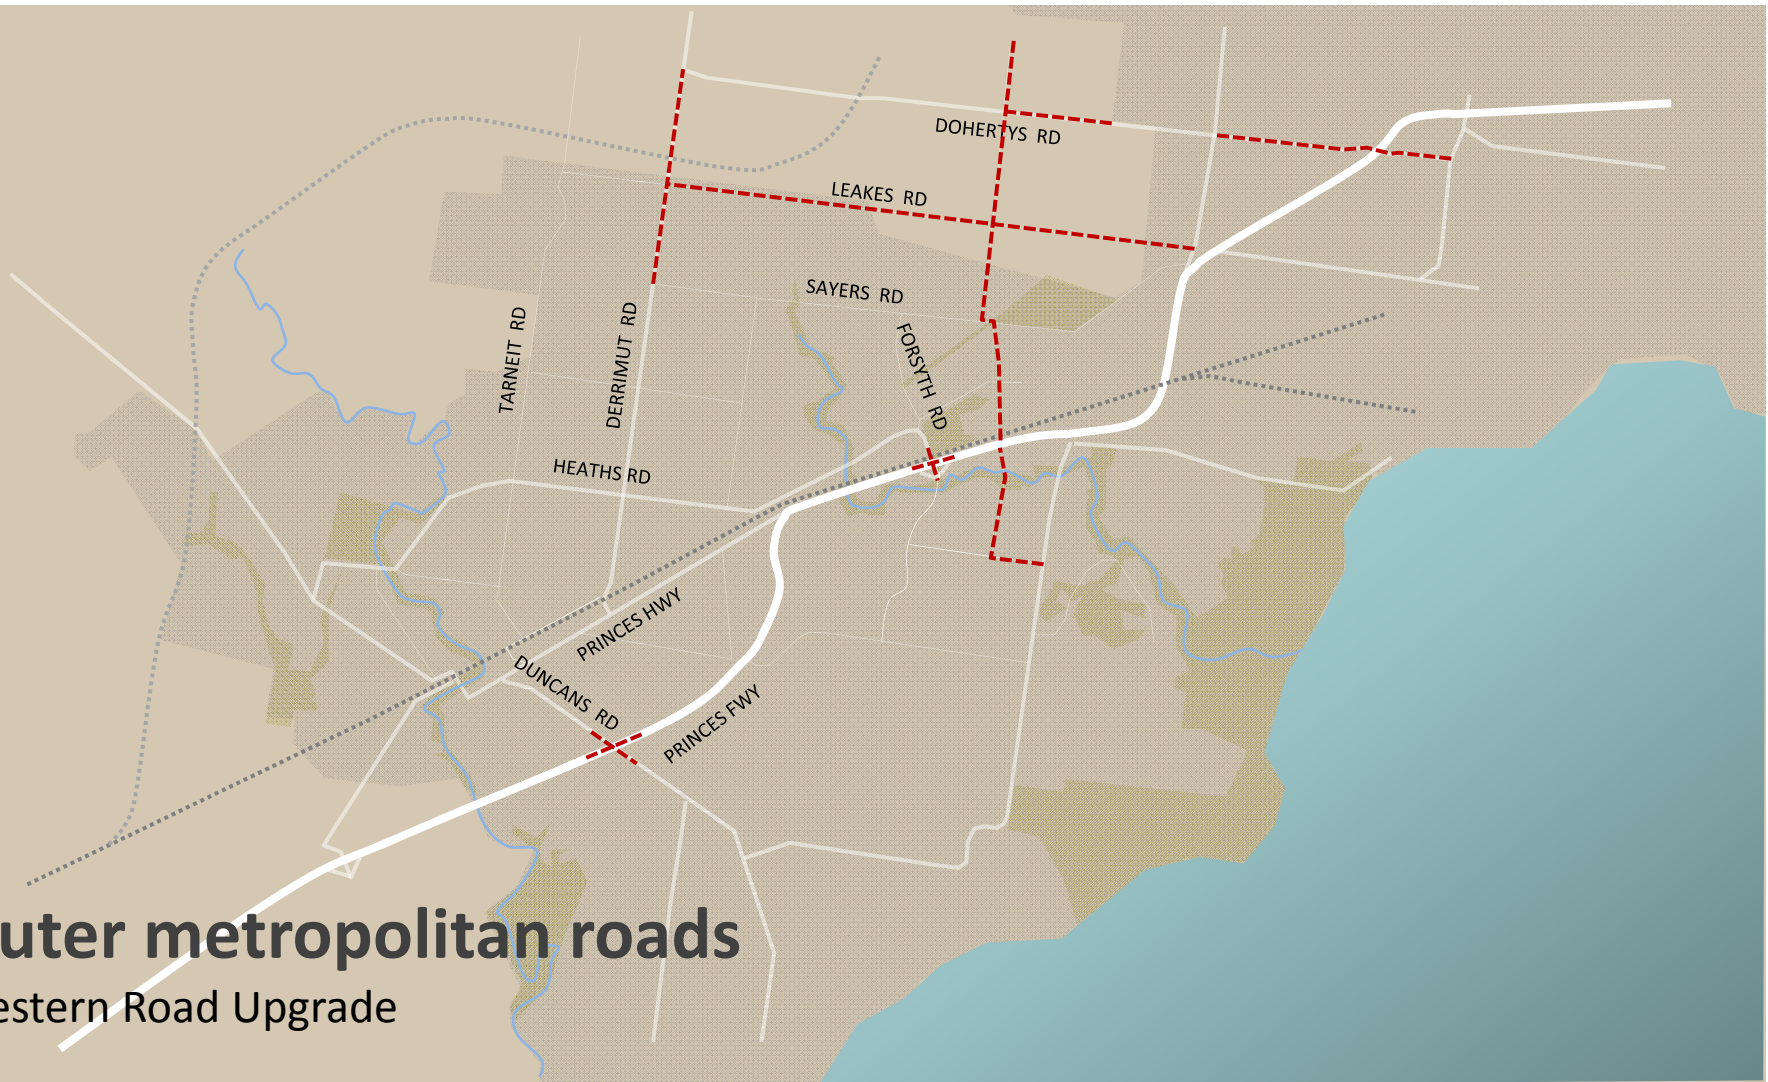 DOHERTYS RD
LEAKES RD
SAYERS RD
TARNEIT RD
DERRIMUT RD
FORSYTH RD
HEATHS RD
PRINCES HWY
DUNCANS RD
PRINCES FWY
uter metropolitan roads
estern Road Upgrade